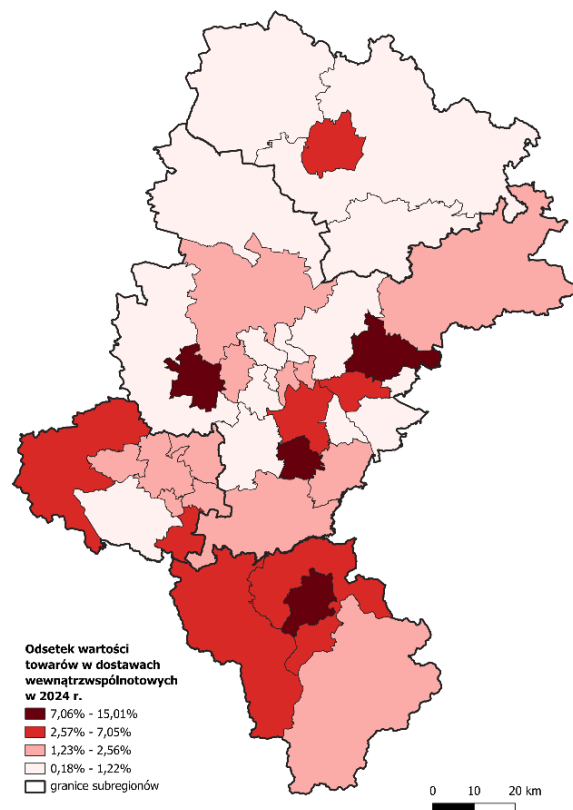 Odsetek wartości
towarów w dostawach
wewnątrzwspólnotowych
w 2024 r.
7,06% - 15,01%
2,57% - 7,05%
1,23% - 2,56%
0,18% - 1,22%
granice subregionów
0 10 20 km